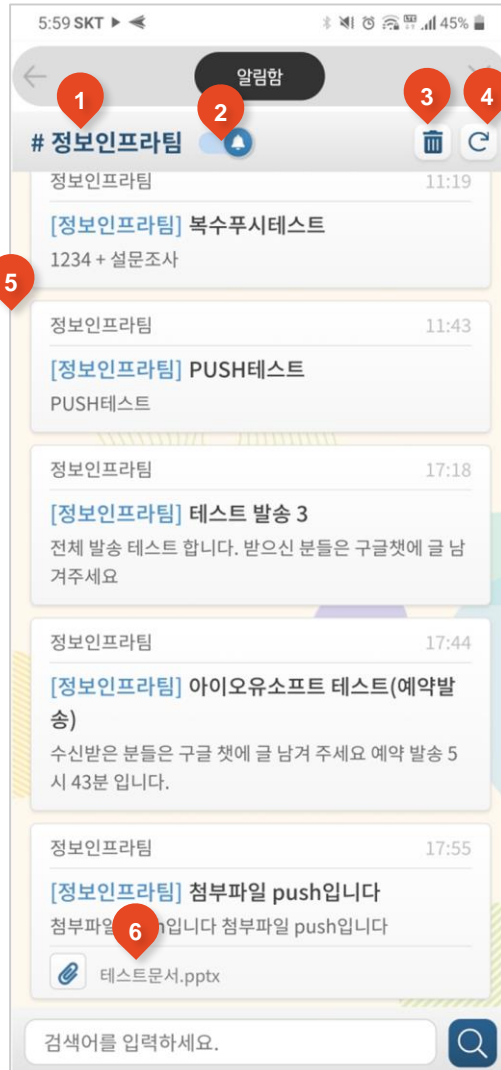 5:59 SKT
45%
알림함
1
2
3
4
# 정보인프라팀
정보인프라팀 11:19
[정보인프라팀] 복수푸시테스트
1234 + 설문조사
5
정보인프라팀 11:43
[정보인프라팀] PUSH테스트
PUSH테스트
정보인프라팀 17:18
[정보인프라팀] 테스트 발송 3
전체 발송 테스트 합니다. 받으신 분들은 구글챗에 글 남
겨주세요
정보인프라팀 17:44
[정보인프라팀] 아이오유소프트 테스트(예약발
송)
수신받은 분들은 구글 챗에 글 남겨 주세요 예약 발송 5
시 43분 입니다.
정보인프라팀 17:55
[정보인프라팀] 첨부파일 push입니다
첨부파일 입니다 첨부파일 push입니다
6
테스트문서.pptx
검색어를 입력하세요.